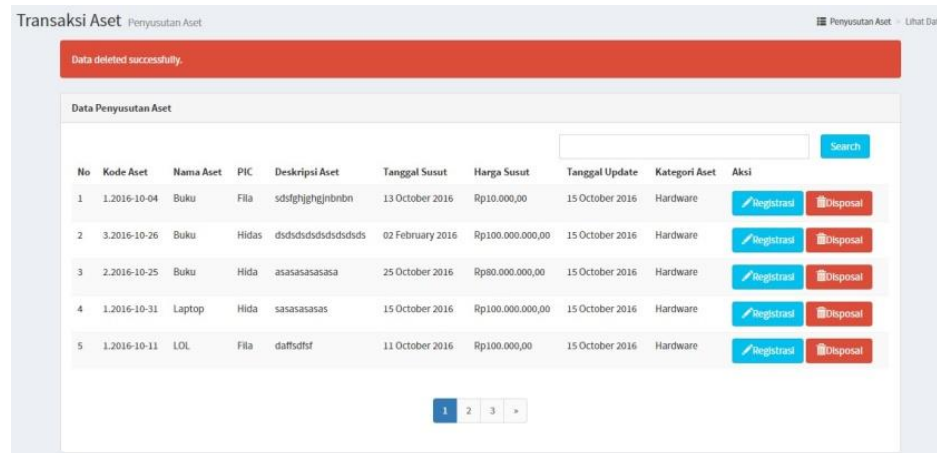 Transaksi Aset Penyusutan Aset
Penyusutan Aset > Lihat Da
Data deleted successfully.
Data Penyusutan Aset
Search
No Kode Aset Nama Aset PIC Deskripsi Aset Tanggal Susut Harga Susut Tanggal Update Kategori Aset Aksi
1 1.2016-10-04 Buku Fila sdsfghjghgjnbnbn 13 October 2016 Rp10.000,00 15 October 2016 Hardware Registrasi Disposal
2 3.2016-10-26 Buku Hidas dsdsdsdsdsdsdsdsds 02 February 2016 Rp100.000.000,00 15 October 2016 Hardware Registrasi Disposal
3 2.2016-10-25 Buku Hida asasasasasasa 25 October 2016 Rp80.000.000,00 15 October 2016 Hardware Registrasi Disposal
4 1.2016-10-31 Laptop Hida sasasasasas 15 October 2016 Rp100.000.000,00 15 October 2016 Hardware Registrasi Disposal
5 1.2016-10-11 LOL Fila daffsdfsf 11 October 2016 Rp100.000,00 15 October 2016 Hardware Registrasi Disposal
1 2 3 »